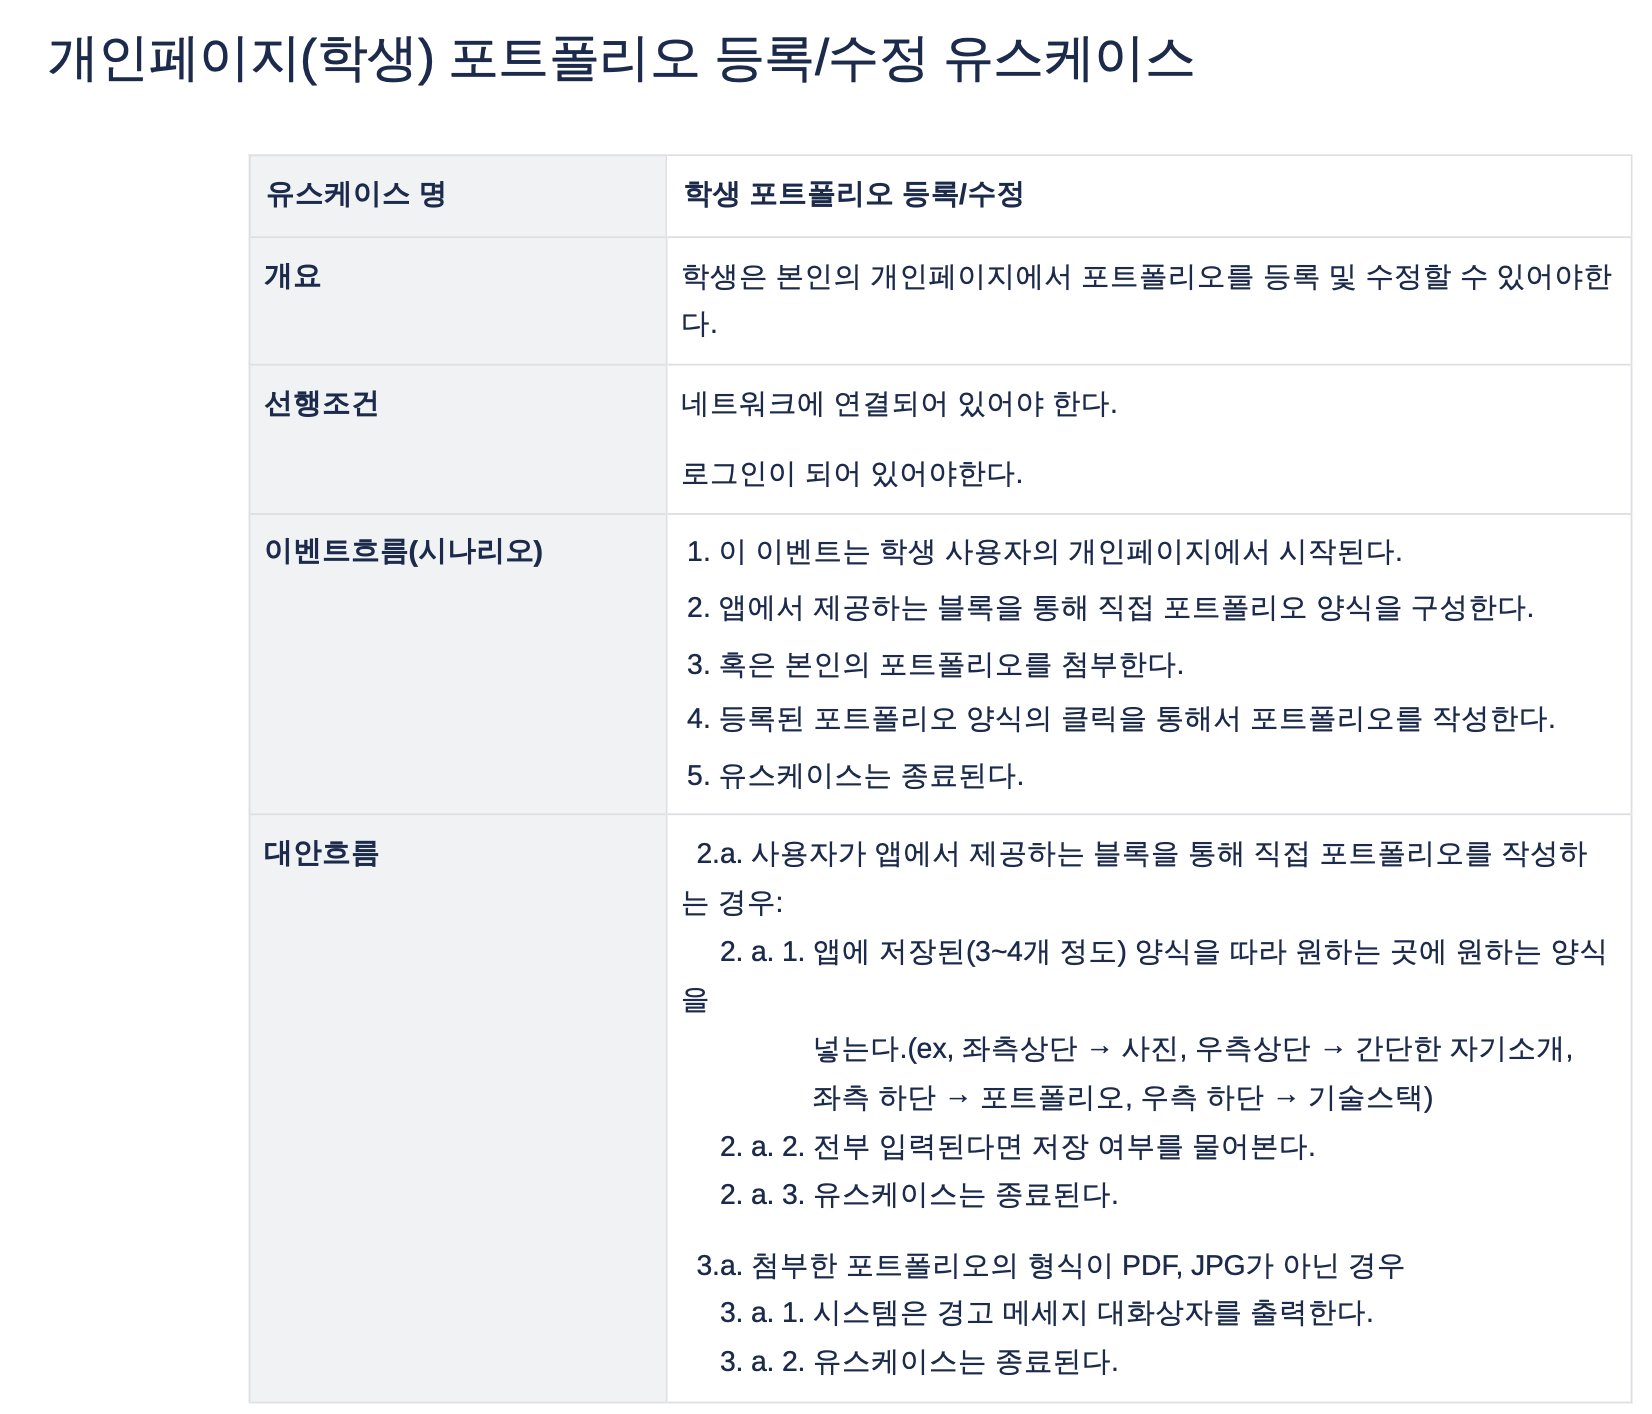 개인페이지(학생) 포트폴리오 등록/수정 유스케이스
유스케이스 명
학생 포트폴리오 등록/수정
개요
학생은 본인의 개인페이지에서 포트폴리오를 등록 및 수정할 수 있어야한
다.
선행조건
네트워크에 연결되어 있어야 한다.
로그인이 되어 있어야한다.
이벤트흐름(시나리오)
1. 이 이벤트는 학생 사용자의 개인페이지에서 시작된다.
2. 앱에서 제공하는 블록을 통해 직접 포트폴리오 양식을 구성한다.
3. 혹은 본인의 포트폴리오를 첨부한다.
4. 등록된 포트폴리오 양식의 클릭을 통해서 포트폴리오를 작성한다.
5. 유스케이스는 종료된다.
대안흐름
2.a. 사용자가 앱에서 제공하는 블록을 통해 직접 포트폴리오를 작성하
는 경우:
2. a. 1. 앱에 저장된(3~4개 정도) 양식을 따라 원하는 곳에 원하는 양식
을
넣는다.(ex, 좌측상단 → 사진, 우측상단 → 간단한 자기소개,
좌측 하단 → 포트폴리오, 우측 하단 → 기술스택)
2. a. 2. 전부 입력된다면 저장 여부를 물어본다.
2. a. 3. 유스케이스는 종료된다.
3.a. 첨부한 포트폴리오의 형식이 PDF, JPG가 아닌 경우
3. a. 1. 시스템은 경고 메세지 대화상자를 출력한다.
3. a. 2. 유스케이스는 종료된다.